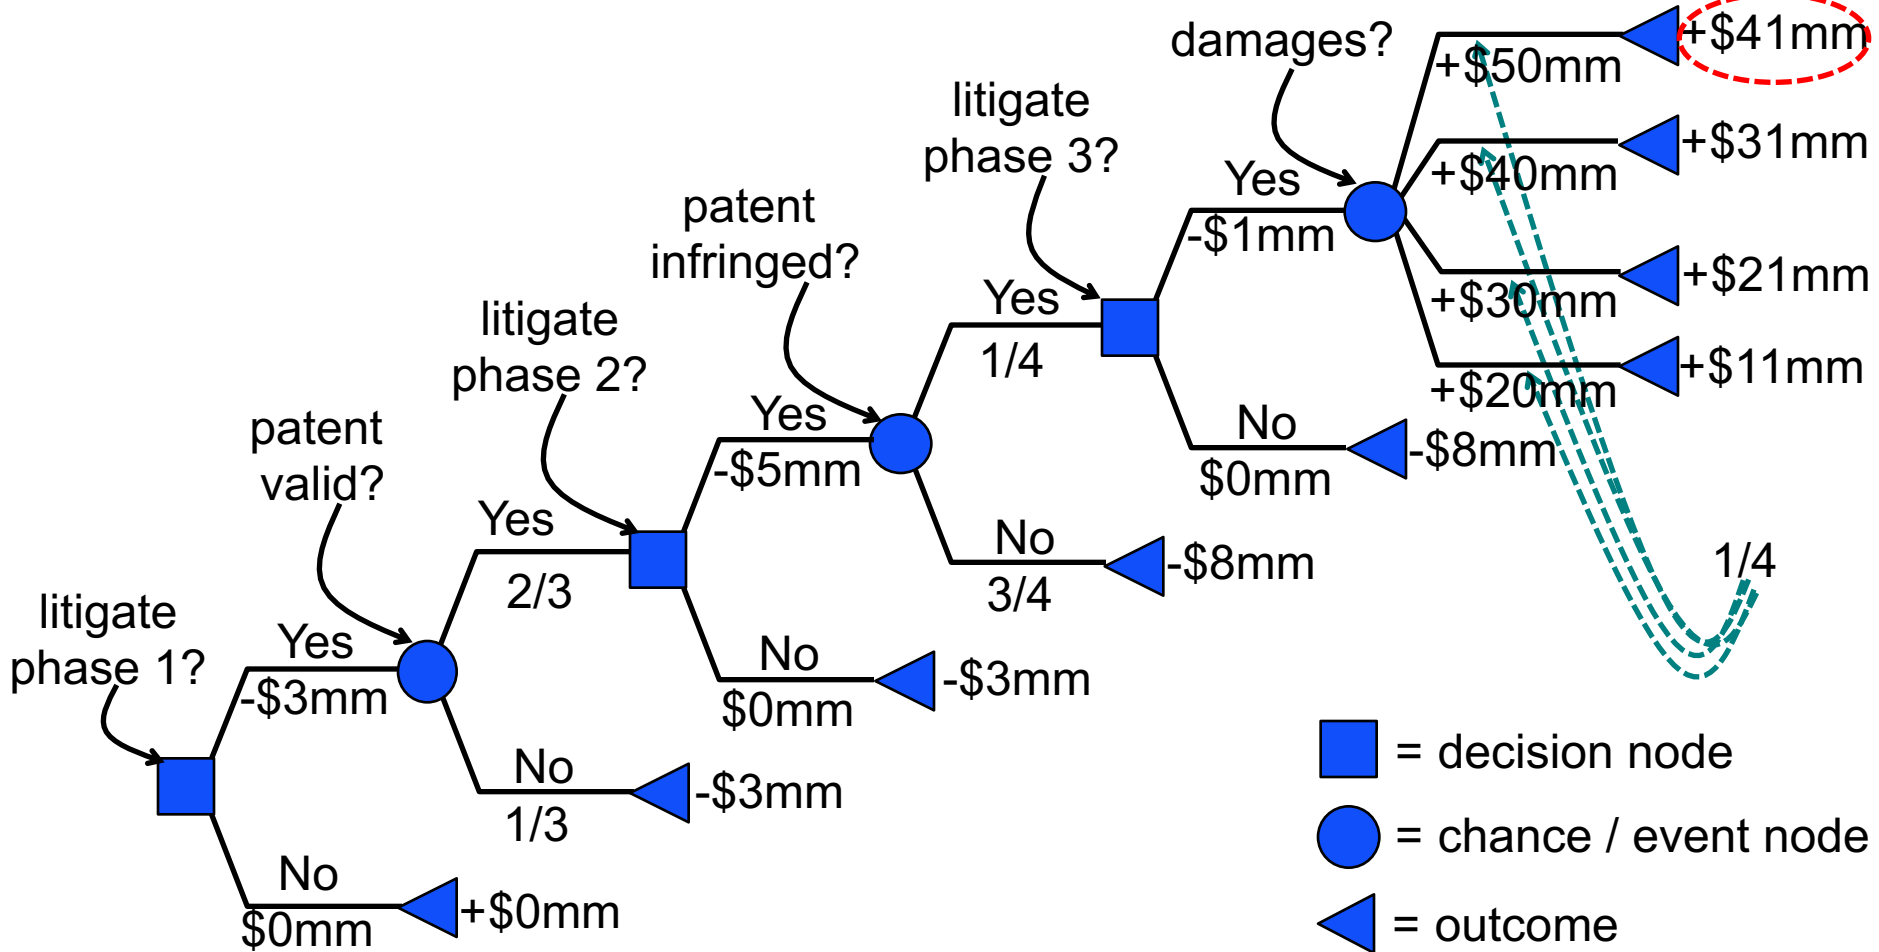 damages?
+$41mm
+$50mm
litigate
phase 3?
+$31mm
+$40mm
Yes
-$1mm
patent
infringed?
+$21mm
+$30mm
Yes
1/4
litigate
phase 2?
+$11mm
+$20mm
No
$0mm
-$8mm
Yes
-$5mm
patent
valid?
No
3/4
-$8mm
1/4
Yes
2/3
litigate
phase 1?
No
$0mm
-$3mm
Yes
-$3mm
No
1/3
-$3mm
No
$0mm
+$0mm
= decision node
= chance / event node
= outcome